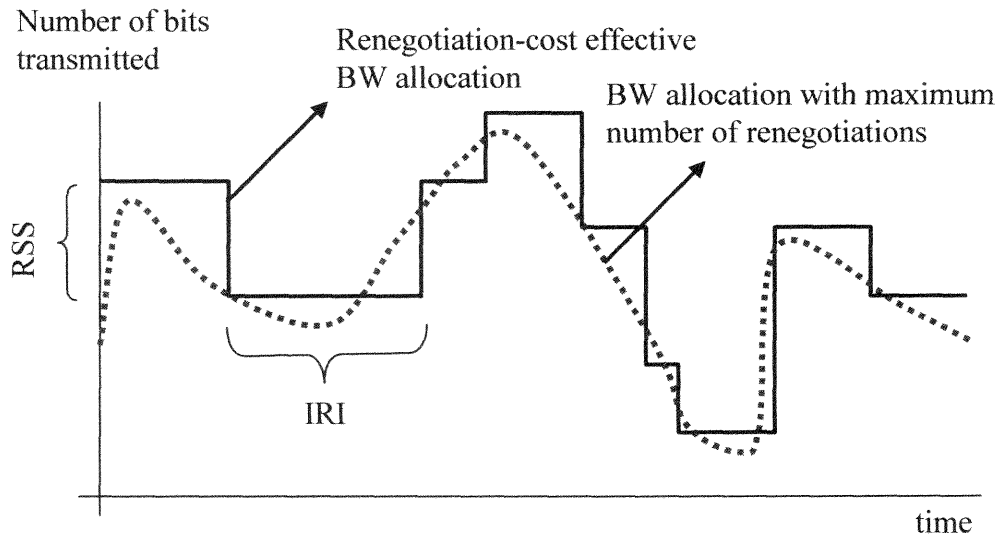 Number of bits
transmitted
Renegotiation-cost effective
BW allocation
BW allocation with maximum
number of renegotiations
RSS
IRI
time